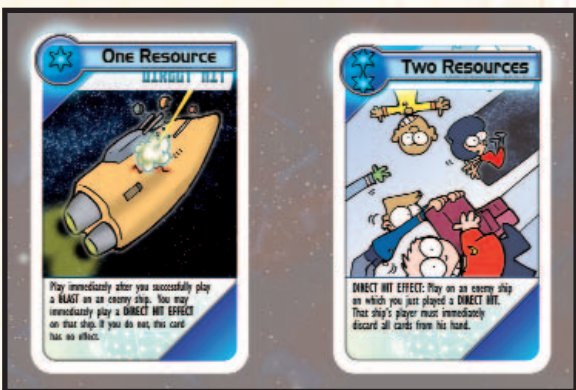 One Resource
DIRECT HIT
Play immediately after you successfully play
a BLAST on an enemy ship. You may
immediately play a DIRECT HIT EFFECT
on that ship. If you do not, this card
has no effect.
Two Resources
DIRECT HIT EFFECT: Play on an enemy ship
on which you just played a DIRECT HIT.
That ship's player must immediately
discard all cards from his hand.